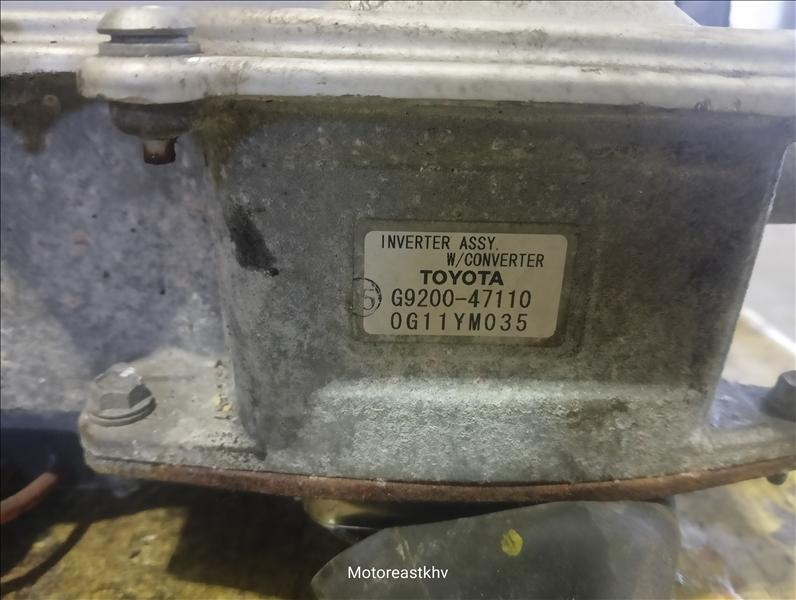 INVERTER ASSY.
W/CONVERTER
TOYOTA
5 G9200-47110
0G11YM035
Motoreastkhv